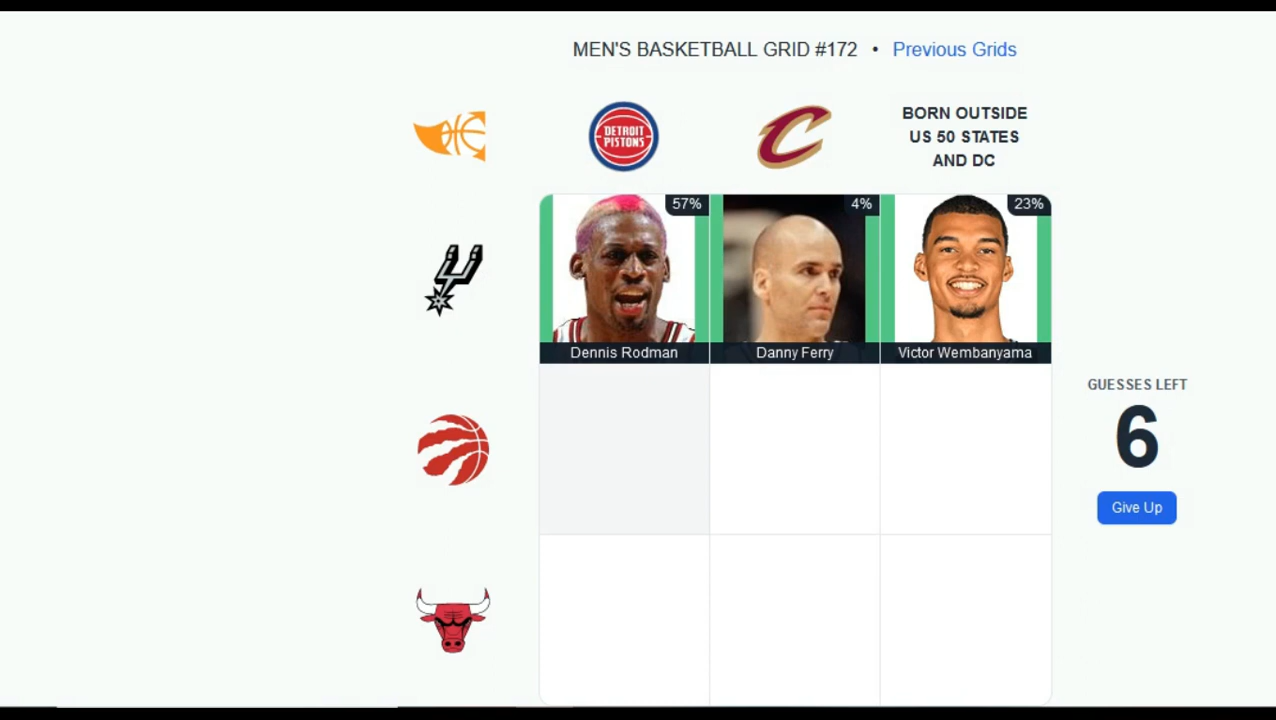 MEN'S BASKETBALL GRID #172 • Previous Grids
DETROIT
PISTONS
C
BORN OUTSIDE
US 50 STATES
AND DC
57%
4%
23%
Dennis Rodman
Danny Ferry
Victor Wembanyama
GUESSES LEFT
6
Give Up